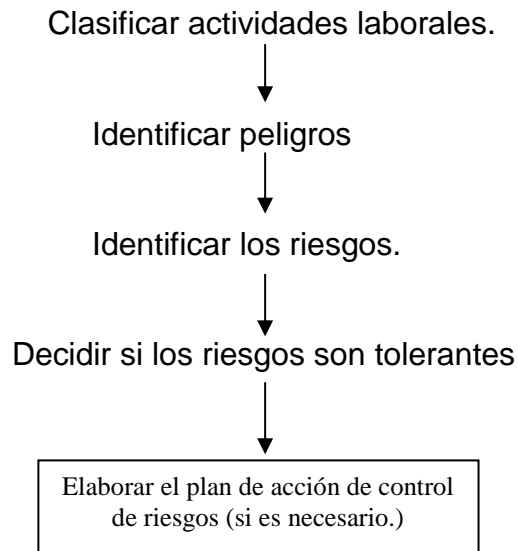 Clasificar actividades laborales.
Identificar peligros
Identificar los riesgos.
Decidir si los riesgos son tolerantes
Elaborar el plan de acción de control
de riesgos (si es necesario.)